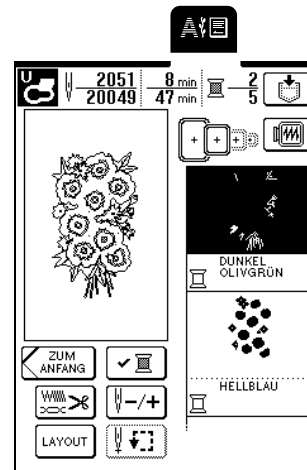 A
U
2051 8 min 2
20049 47 min 5
DUNKEL
OLIVGRÜN
ZUM
ANFANG
HELLBLAU
-/+
LAYOUT